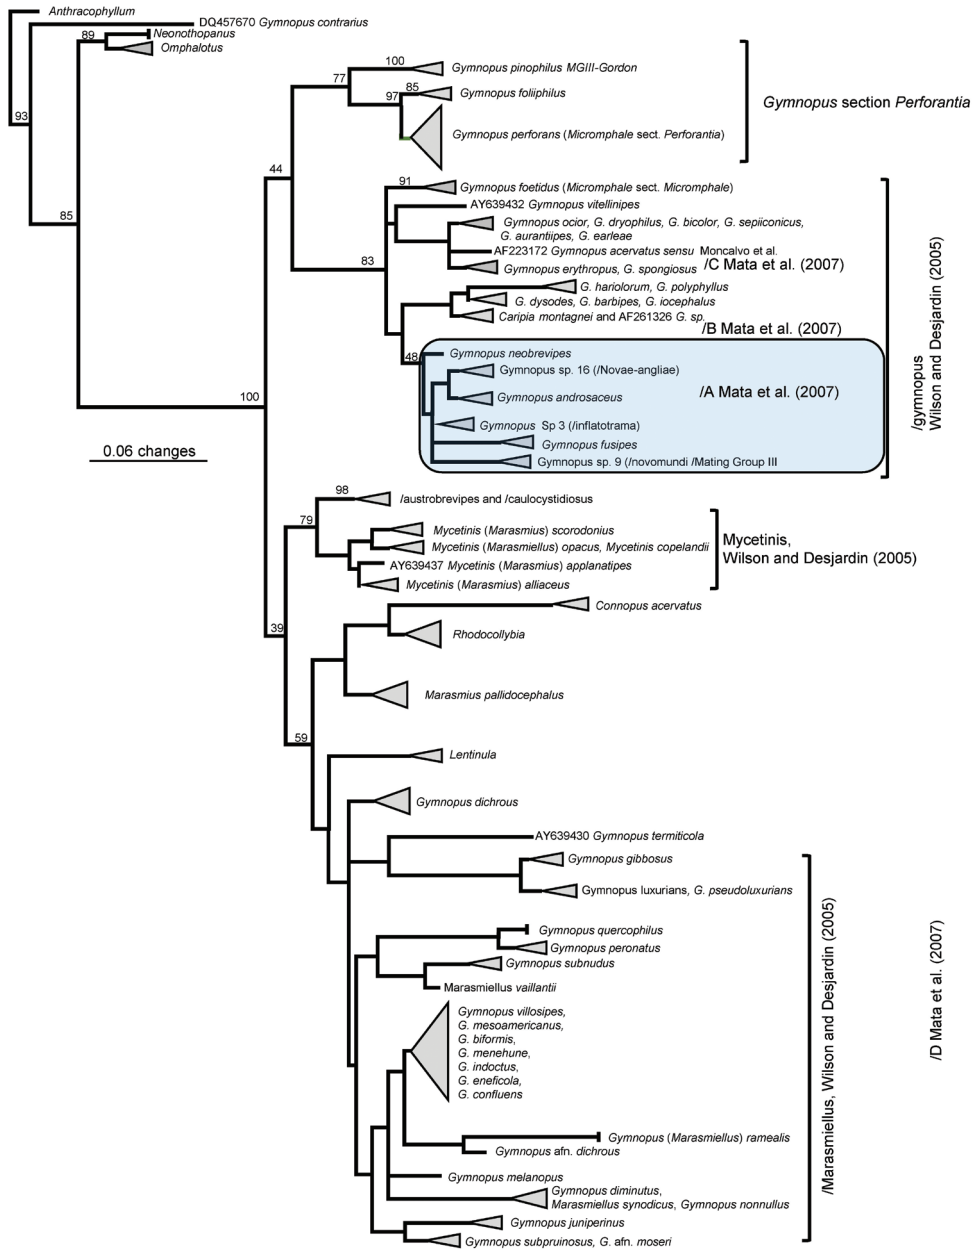 Anthracophyllum
DQ457670 Gymnopus contrarius
89
Neonothopanus
Omphalotus
93
100
Gymnopus pinophilus MGIII-Gordon
77
85
97
Gymnopus foliiphilus
Gymnopus section Perforantia
Gymnopus perforans (Micromphale sect. Perforantia)
44
91
Gymnopus foetidus (Micromphale sect. Micromphale)
AY639432 Gymnopus vitellinipes
85
Gymnopus ocior, G. dryophilus, G. bicolor, G. sepiiconicus,
G. aurantiipes, G. earleae
AF223172 Gymnopus acervatus sensu Moncalvo et al.
83
Gymnopus erythropus, G. spongiosus
/C Mata et al. (2007)
G. hariolorum, G. polyphyllus
G. dysodes, G. barbipes, G. iocephalus
Caripia montagnei and AF261326 G. sp.
/B Mata et al. (2007)
/gymnopus
Wilson and Desjardin (2005)
48
Gymnopus neobrevipes
Gymnopus sp. 16 (/Novae-angliae)
/A Mata et al. (2007)
Gymnopus androsaceus
100
Gymnopus Sp 3 (/inflatotrama)
Gymnopus fusipes
Gymnopus sp. 9 (/novomundi /Mating Group III
0.06 changes
98
/austrobrevipes and /caulocystidiosus
79
Mycetinis (Marasmius) scorodonius
Mycetinis (Marasmiellus) opacus, Mycetinis copelandii
AY639437 Mycetinis (Marasmius) applanatipes
Mycetinis (Marasmius) alliaceus
Mycetinis,
Wilson and Desjardin (2005)
Connopus acervatus
39
Rhodocollybia
Marasmius pallidocephalus
59
Lentinula
Gymnopus dichrous
AY639430 Gymnopus termiticola
Gymnopus gibbosus
Gymnopus luxurians, G. pseudoluxurians
Gymnopus quercophilus
Gymnopus peronatus
Gymnopus subnudus
Marasmiellus vaillantii
Gymnopus villosipes,
G. mesoamericanus,
G. biformis,
G. menehune,
G. indoctus,
G. eneficola,
G. confluens
/Marasmiellus, Wilson and Desjardin (2005)
/D Mata et al. (2007)
Gymnopus (Marasmiellus) ramealis
Gymnopus afn. dichrous
Gymnopus melanopus
Gymnopus diminutus,
Marasmiellus synodicus, Gymnopus nonnullus
Gymnopus juniperinus
Gymnopus subpruinosus, G. afn. moseri